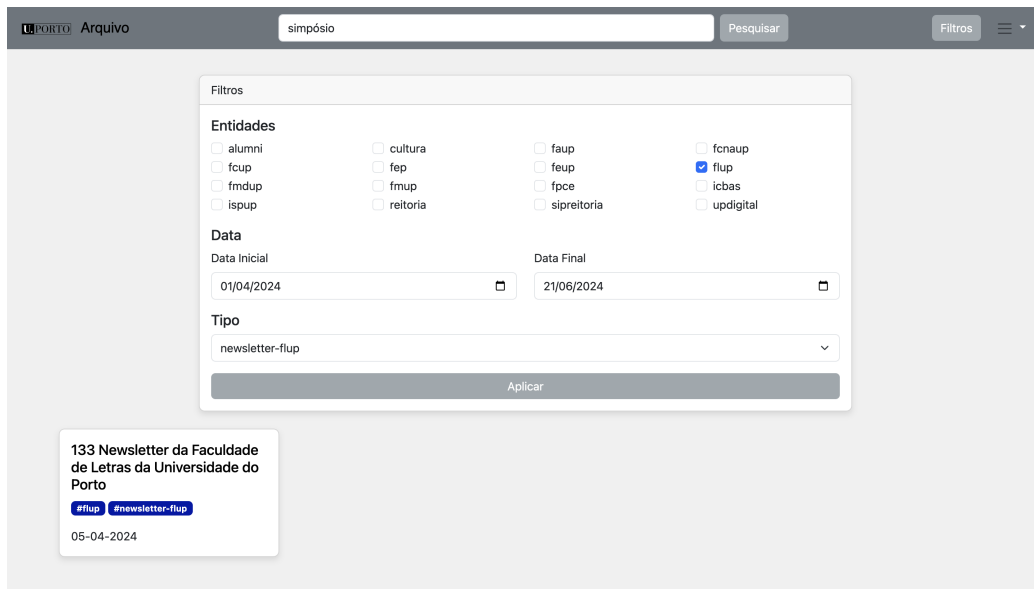 U.PORTO Arquivo simpósio Pesquisar Filtros
Filtros
Entidades
alumni cultura faup fcnaup
fcup fep feup flup
fmdup fmup fpce icbas
ispup reitoria sipreitoria updigital
Data
Data Inicial Data Final
01/04/2024 21/06/2024
Tipo
newsletter-flup
Aplicar
133 Newsletter da Faculdade
de Letras da Universidade do
Porto
#flup #newsletter-flup
05-04-2024